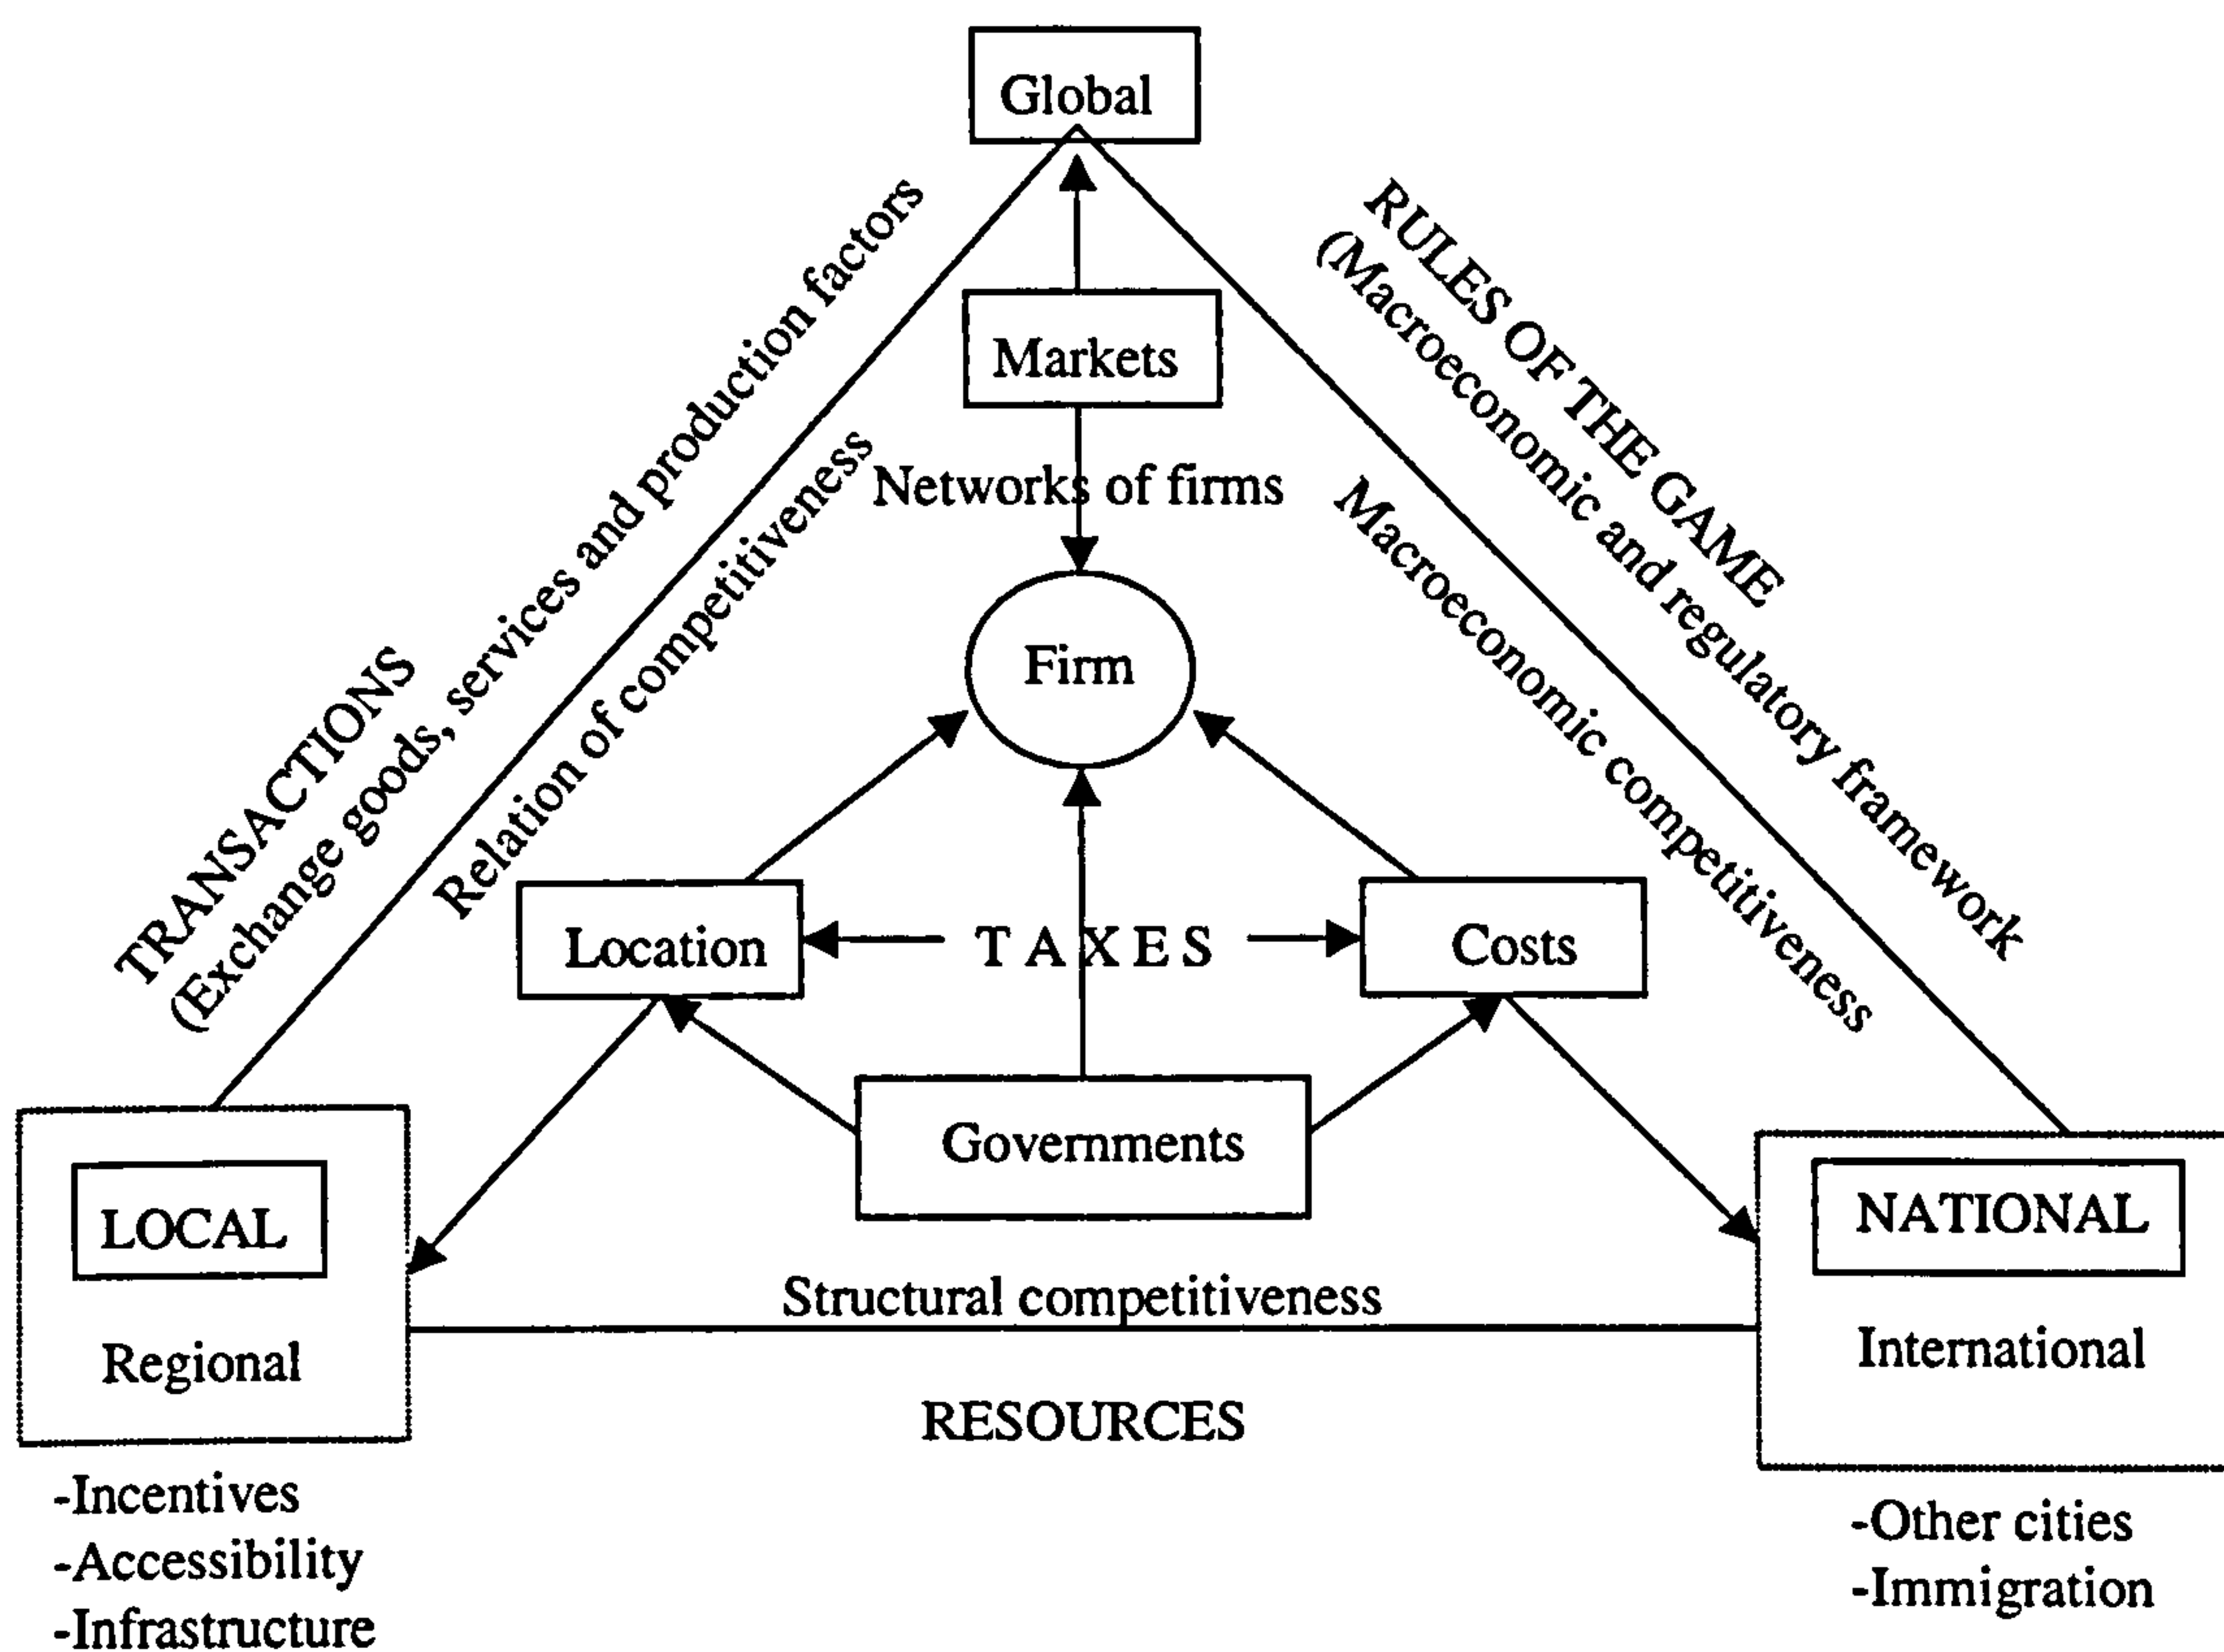 Global
Markets
Networks of firms
Firm
TRANSACTIONS
(Exchange goods, services and production factors
Relation of competitiveness
RULES OF THE GAME
(Macroeconomic and regulatory framework
Macroeconomic competitiveness
Location
TAXES
Costs
Governments
LOCAL
Regional
NATIONAL
International
Structural competitiveness
RESOURCES
-Incentives
-Accessibility
-Infrastructure
-Other cities
-Immigration